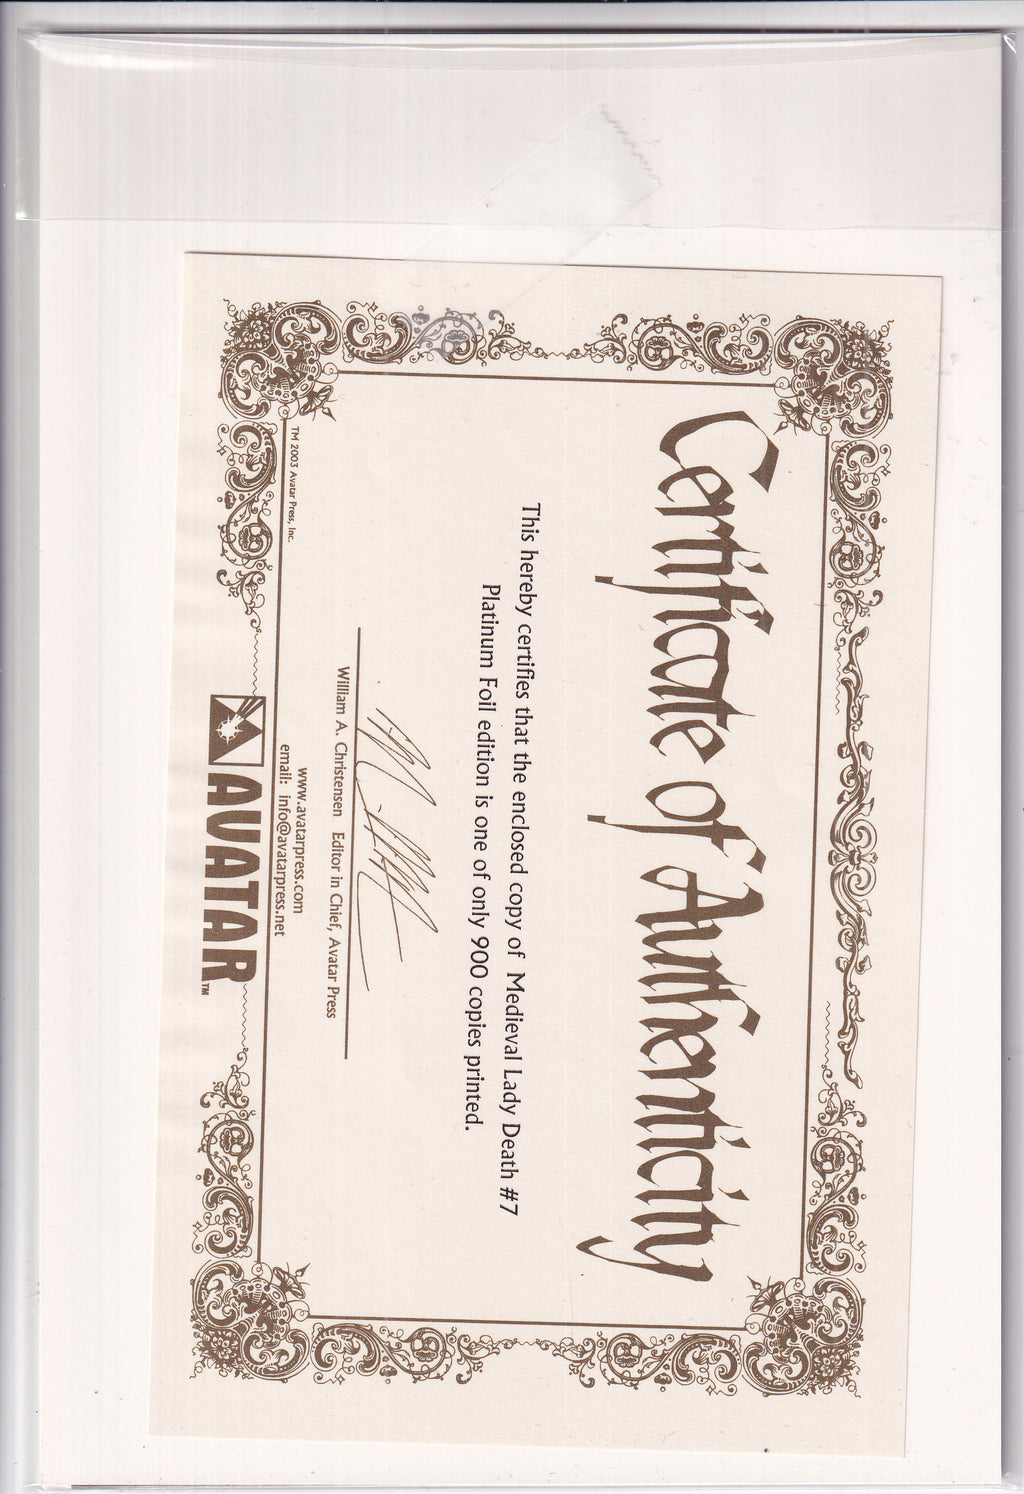 Certificate of Authenticity
This hereby certifies that the enclosed copy of Medieval Lady Death #7
Platinum Foil edition is one of only 900 copies printed.
William A. Christensen Editor in Chief, Avatar Press
www.avatarpress.com
email: info@avatarpress.net
TM 2003 Avatar Press, Inc.
AVATAR™